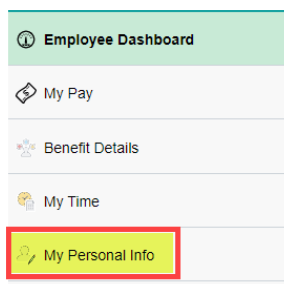 Employee Dashboard
My Pay
Benefit Details
My Time
My Personal Info